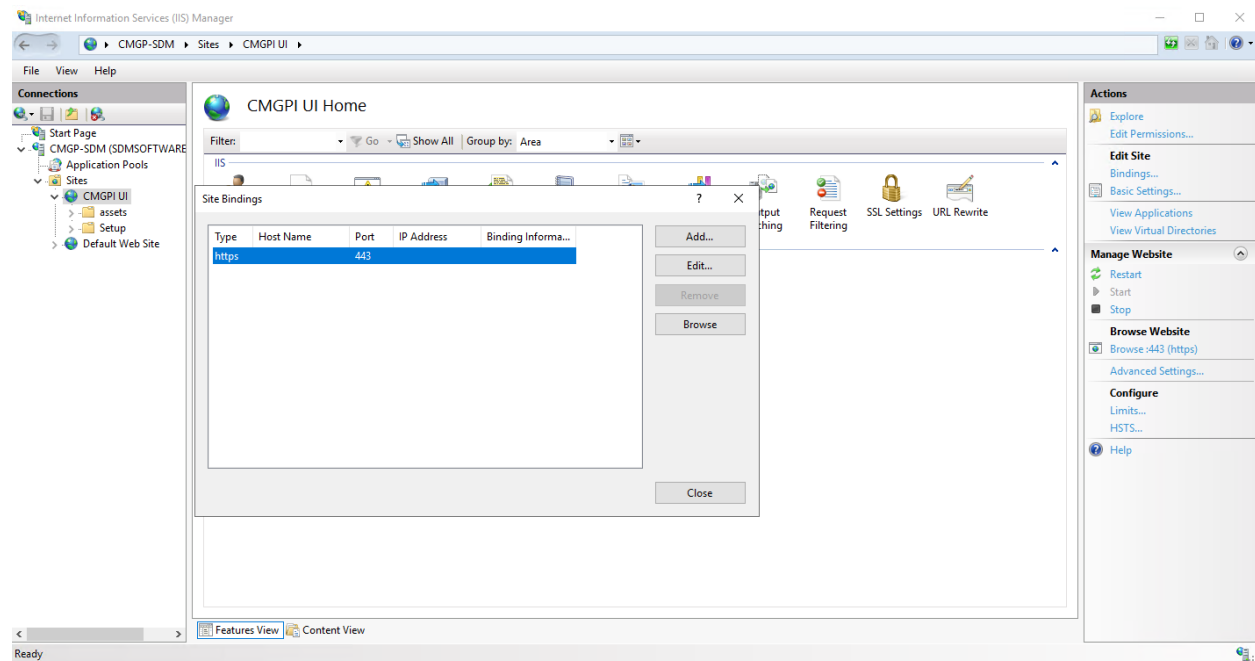 Internet Information Services (IIS) Manager
CMGP-SDM Sites CMGPI UI
File View Help
Connections
Start Page
CMGP-SDM (SDMSOFTWARE
Application Pools
Sites
CMGPI UI
assets
Setup
Default Web Site
CMGPI UI Home
Filter: Go Show All Group by: Area
IIS
tput
ching
Request
Filtering
SSL Settings
URL Rewrite
Site Bindings
Type Host Name Port IP Address Binding Informa...
https 443
Add...
Edit...
Remove
Browse
Close
Features View Content View
Actions
Explore
Edit Permissions...
Edit Site
Bindings...
Basic Settings...
View Applications
View Virtual Directories
Manage Website
Restart
Start
Stop
Browse Website
Browse :443 (https)
Advanced Settings...
Configure
Limits...
HSTS...
Help
Ready